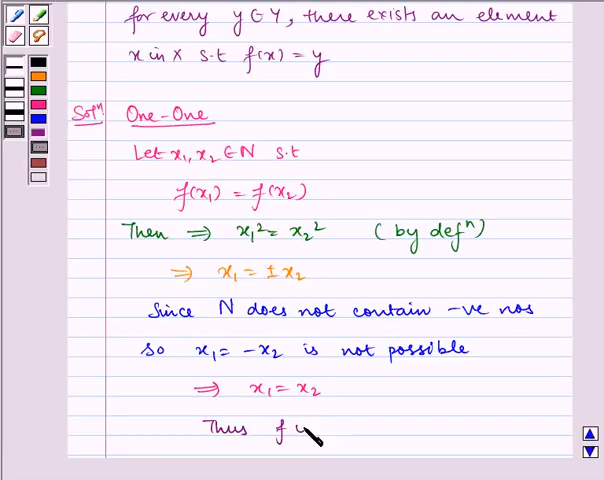 for every y ∈ Y, there exists an element
x in X s.t f(x) = y
Solⁿ One-One
Let x₁, x₂ ∈ N s.t
f(x₁) = f(x₂)
Then ⇒ x₁² = x₂² (by defⁿ)
⇒ x₁ = ± x₂
Since N does not contain -ve nos
so x₁ = -x₂ is not possible
⇒ x₁ = x₂
Thus f